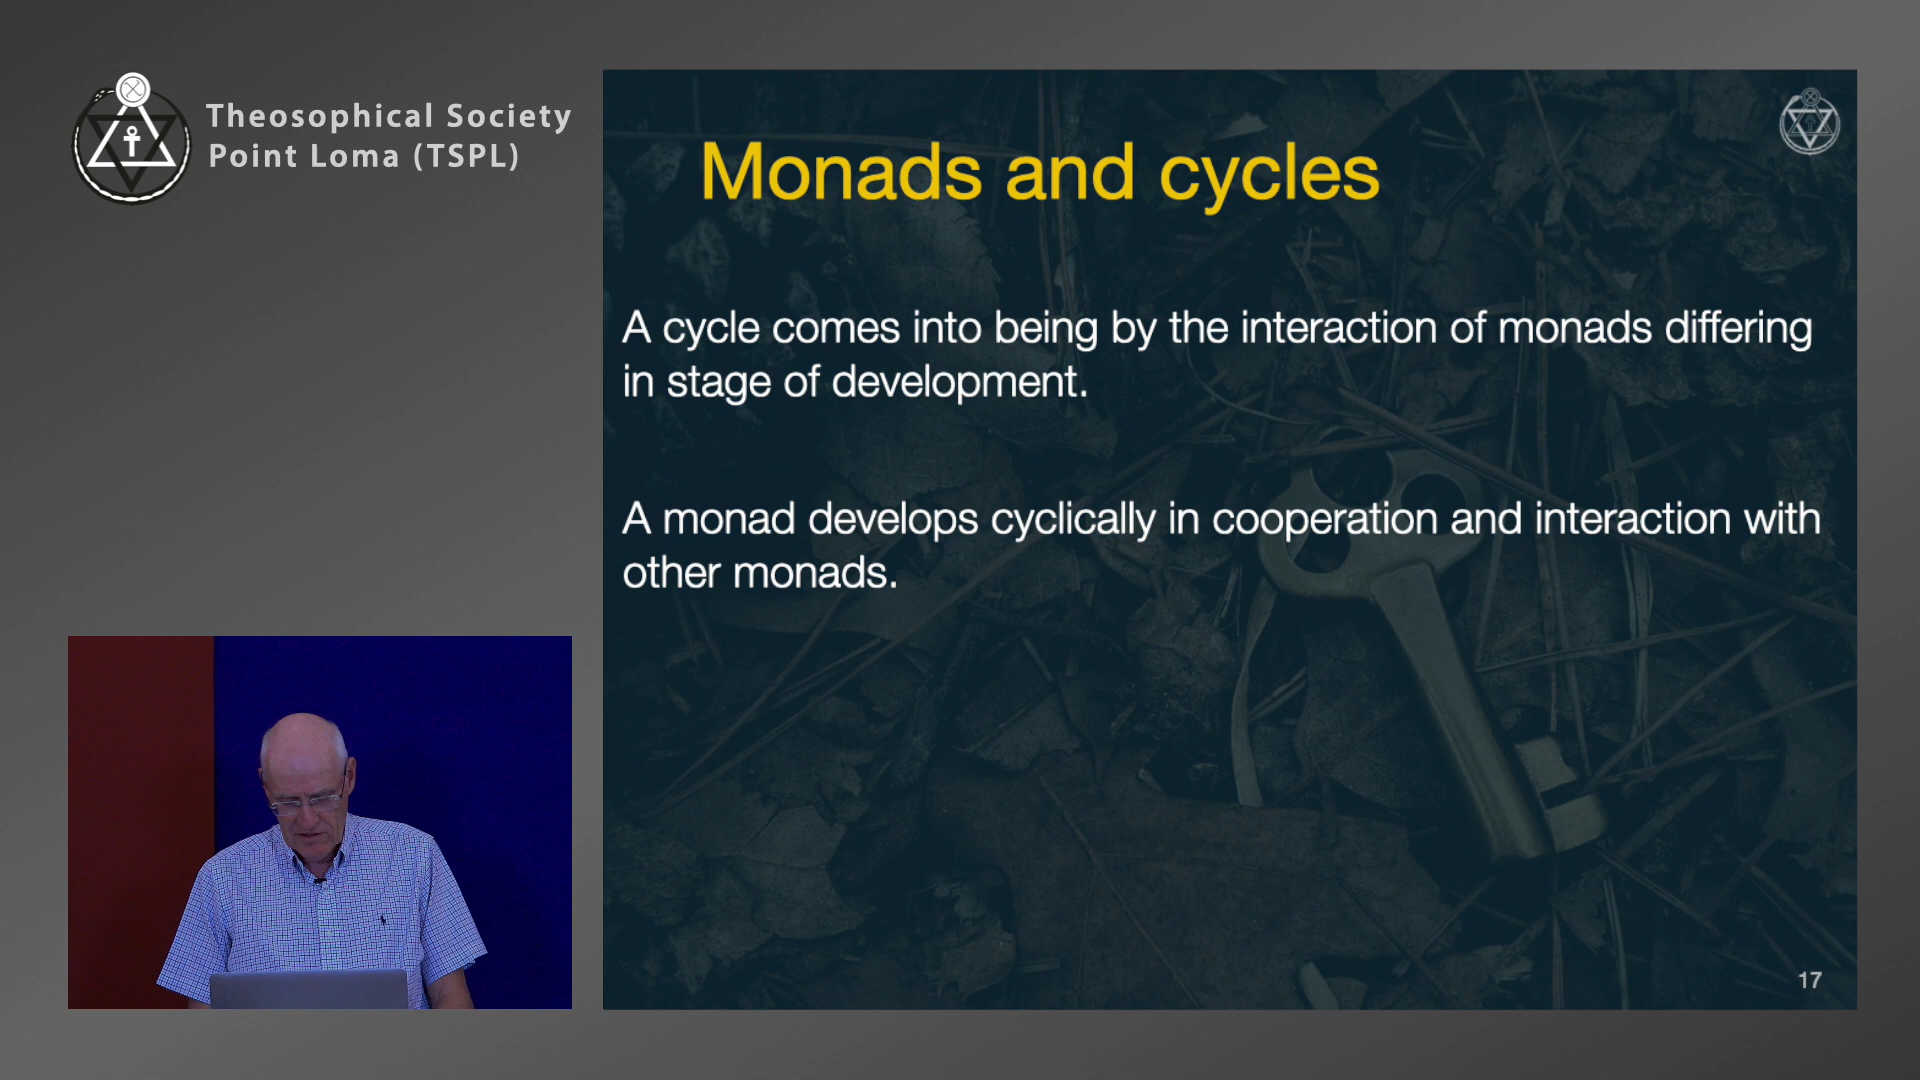 Theosophical Society
Point Loma (TSPL)
Monads and cycles
A cycle comes into being by the interaction of monads differing
in stage of development.
A monad develops cyclically in cooperation and interaction with
other monads.
17